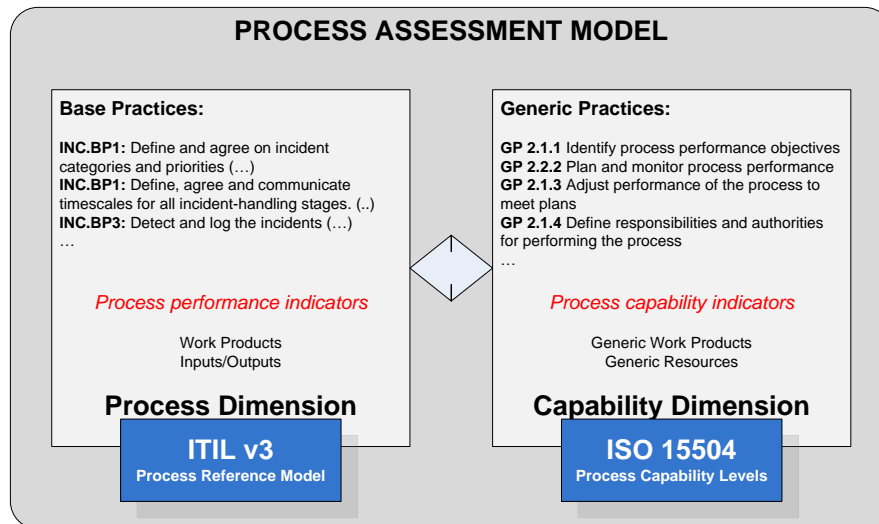 PROCESS ASSESSMENT MODEL
Base Practices:
INC.BP1: Define and agree on incident
categories and priorities (…)
INC.BP1: Define, agree and communicate
timescales for all incident-handling stages. (..)
INC.BP3: Detect and log the incidents (…)
…
Process performance indicators
Work Products
Inputs/Outputs
Process Dimension
ITIL v3
Process Reference Model
Generic Practices:
GP 2.1.1 Identify process performance objectives
GP 2.2.2 Plan and monitor process performance
GP 2.1.3 Adjust performance of the process to
meet plans
GP 2.1.4 Define responsibilities and authorities
for performing the process
…
Process capability indicators
Generic Work Products
Generic Resources
Capability Dimension
ISO 15504
Process Capability Levels